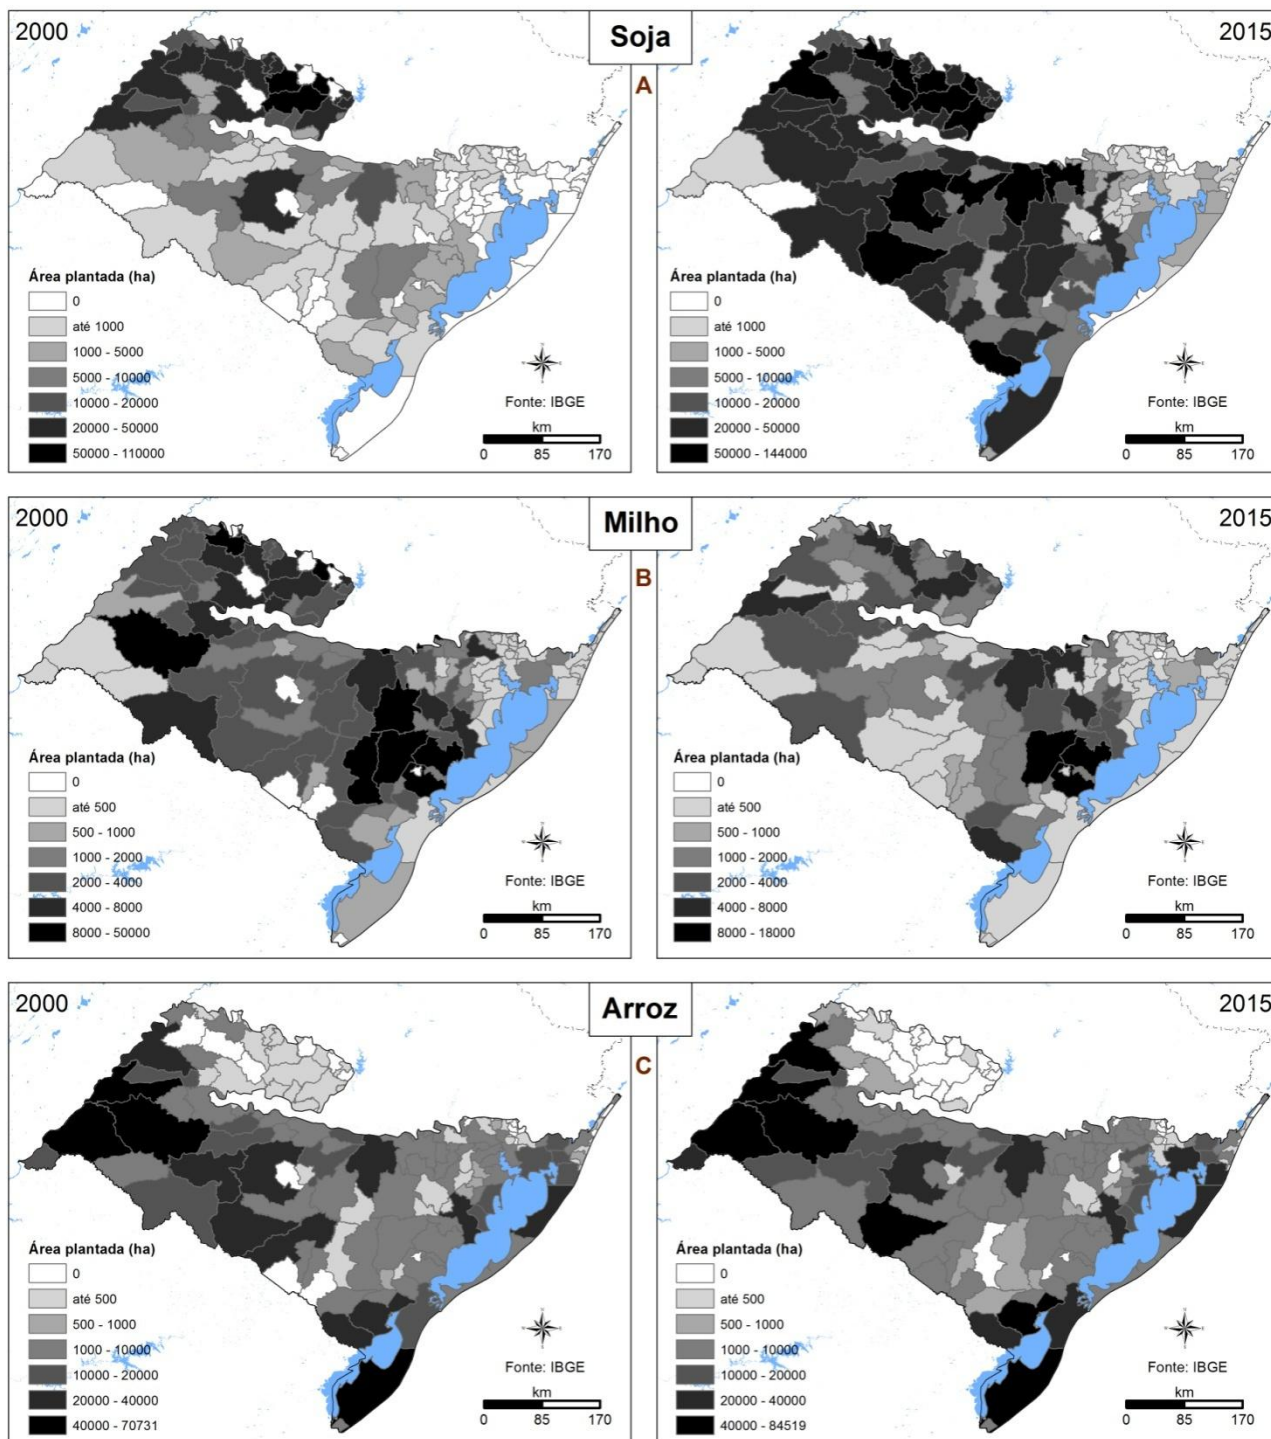 2000
Soja
2015
A
Área plantada (ha)
0
até 1000
1000 - 5000
5000 - 10000
10000 - 20000
20000 - 50000
50000 - 110000
Fonte: IBGE
km
0 85 170
Área plantada (ha)
0
até 1000
1000 - 5000
5000 - 10000
10000 - 20000
20000 - 50000
50000 - 144000
Fonte: IBGE
km
0 85 170
2000
Milho
2015
B
Área plantada (ha)
0
até 500
500 - 1000
1000 - 2000
2000 - 4000
4000 - 8000
8000 - 50000
Fonte: IBGE
km
0 85 170
Área plantada (ha)
0
até 500
500 - 1000
1000 - 2000
2000 - 4000
4000 - 8000
8000 - 18000
Fonte: IBGE
km
0 85 170
2000
Arroz
2015
C
Área plantada (ha)
0
até 500
500 - 1000
1000 - 10000
10000 - 20000
20000 - 40000
40000 - 70731
Fonte: IBGE
km
0 85 170
Área plantada (ha)
0
até 500
500 - 1000
1000 - 10000
10000 - 20000
20000 - 40000
40000 - 84519
Fonte: IBGE
km
0 85 170